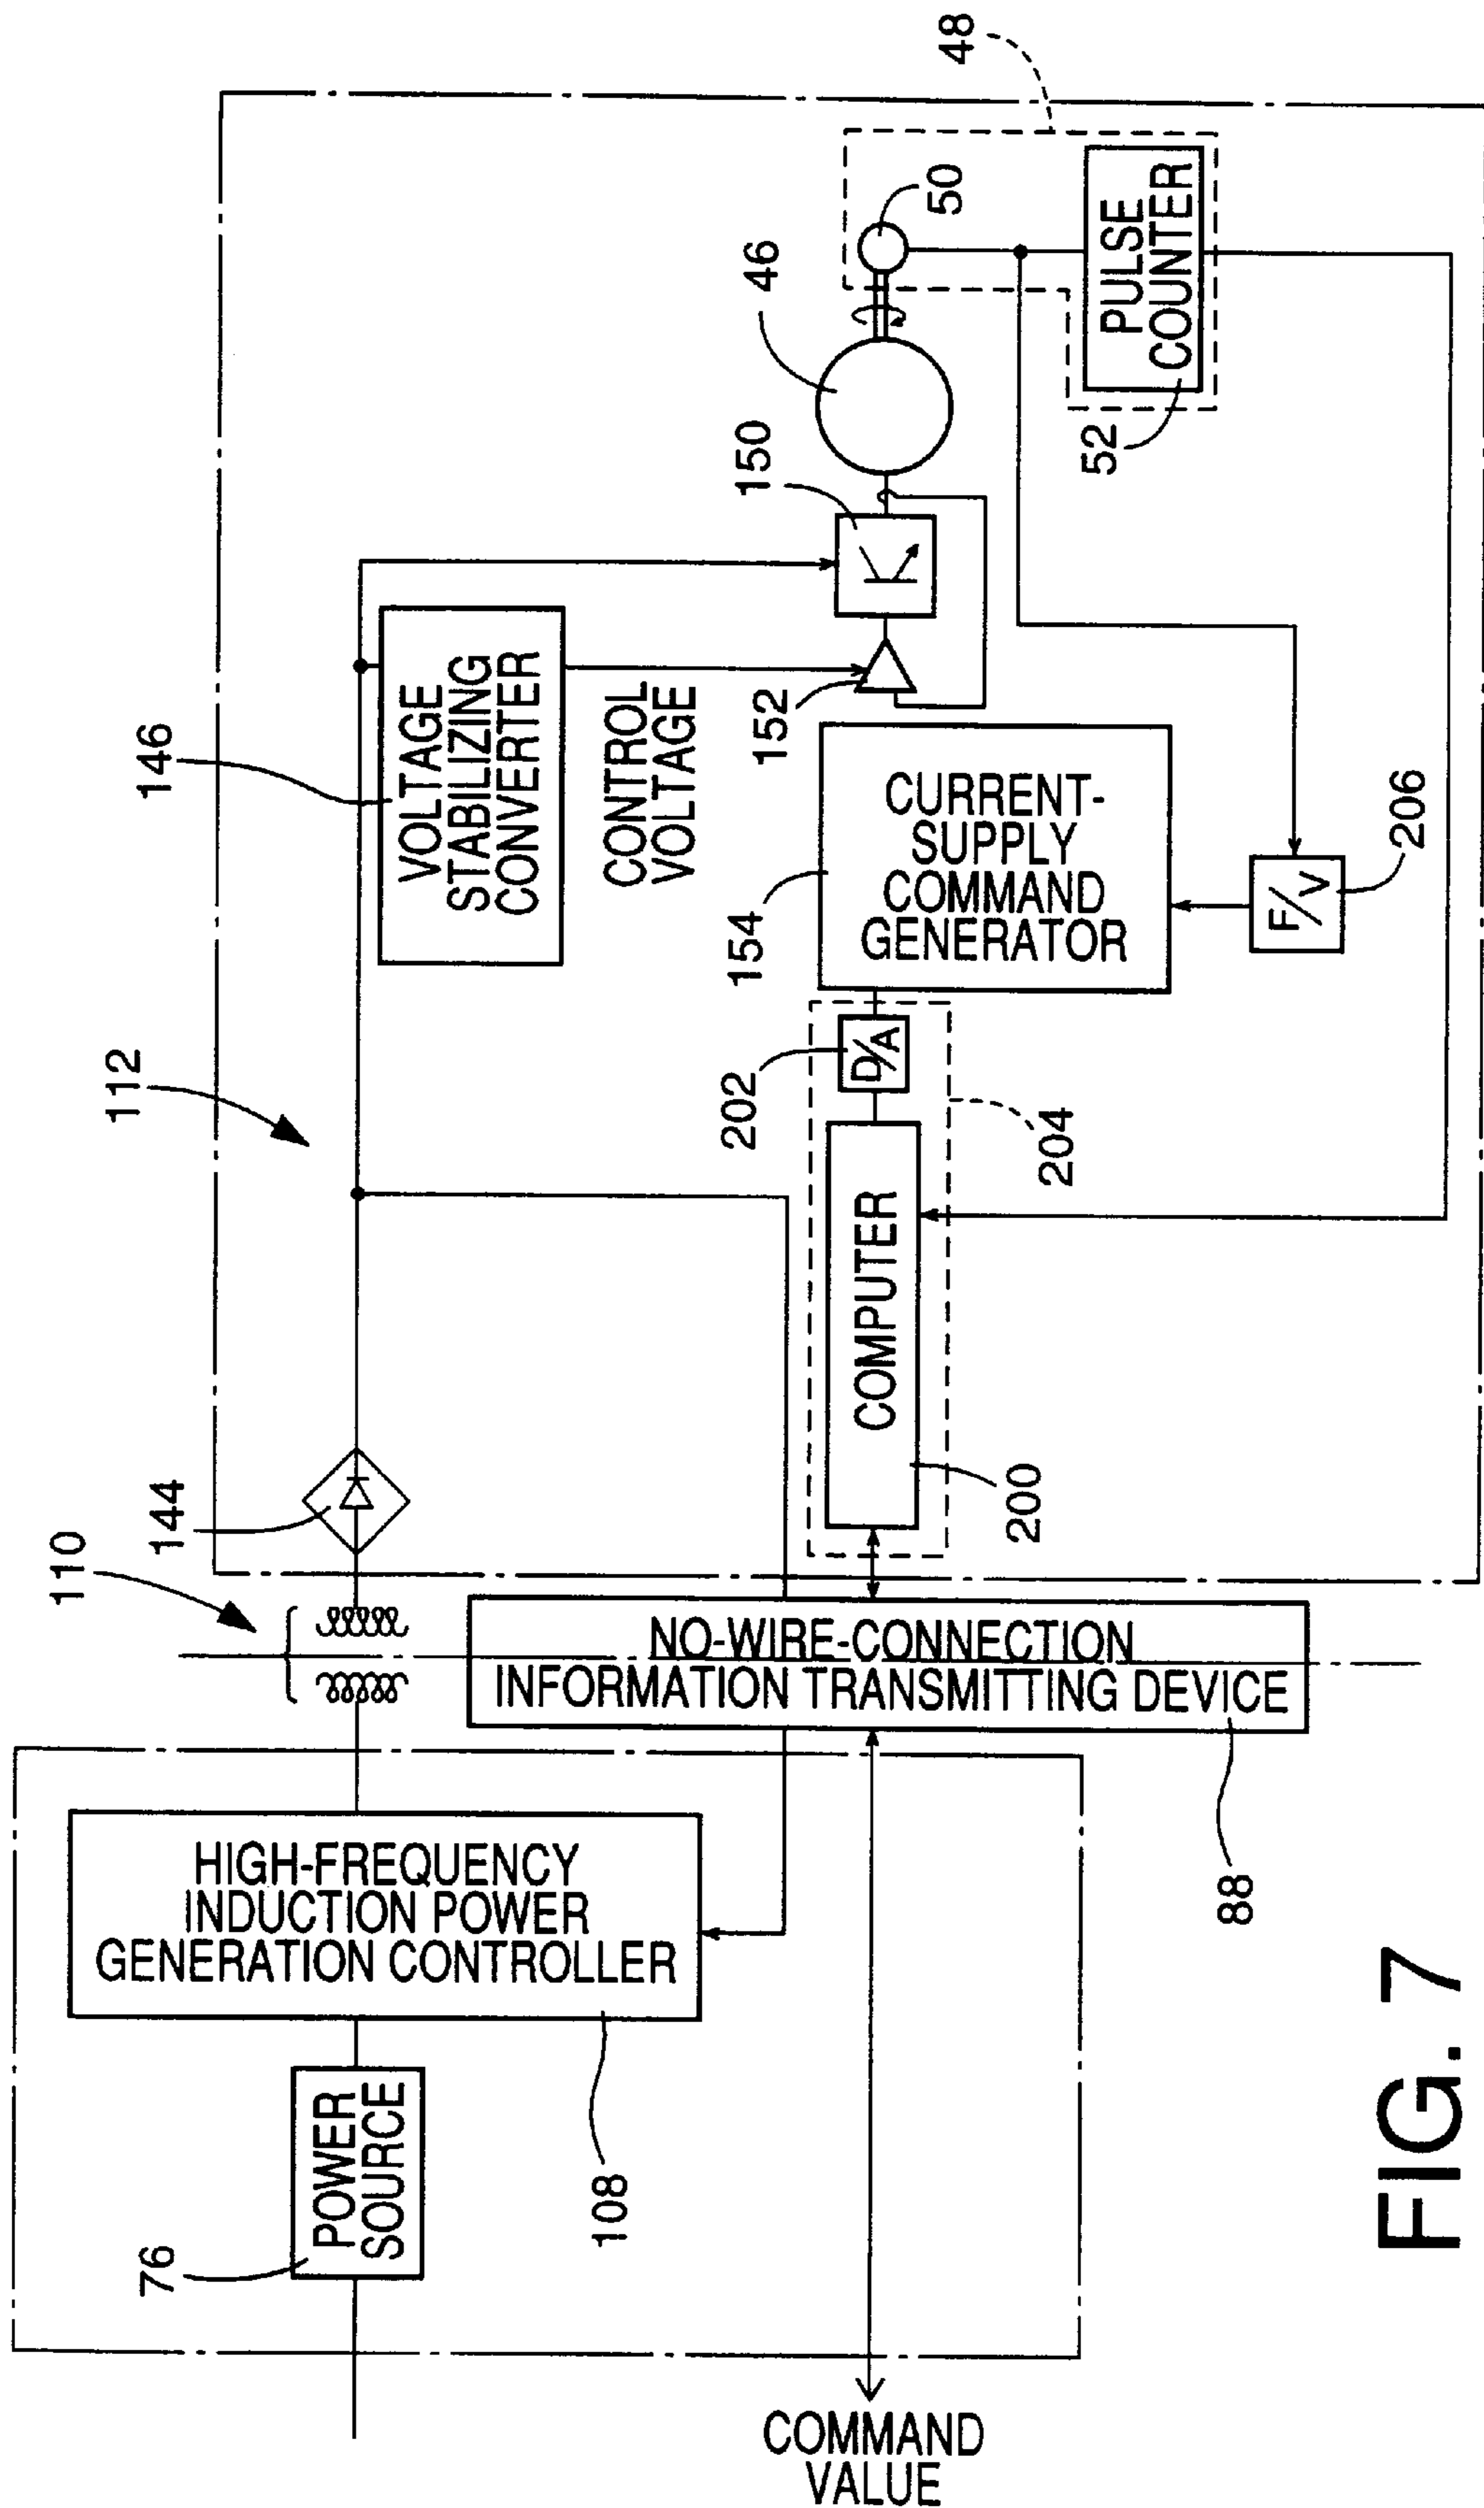 110
144
112
146
VOLTAGE
STABILIZING
CONVERTER
CONTROL
VOLTAGE
150
46
50
48
76
POWER
SOURCE
HIGH-FREQUENCY
INDUCTION POWER
GENERATION CONTROLLER
108
NO-WIRE-CONNECTION
INFORMATION TRANSMITTING DEVICE
88
COMPUTER
200
202
D/A
204
154
CURRENT-
SUPPLY
COMMAND
GENERATOR
152
F/V
206
52
PULSE
COUNTER
COMMAND
VALUE
FIG. 7